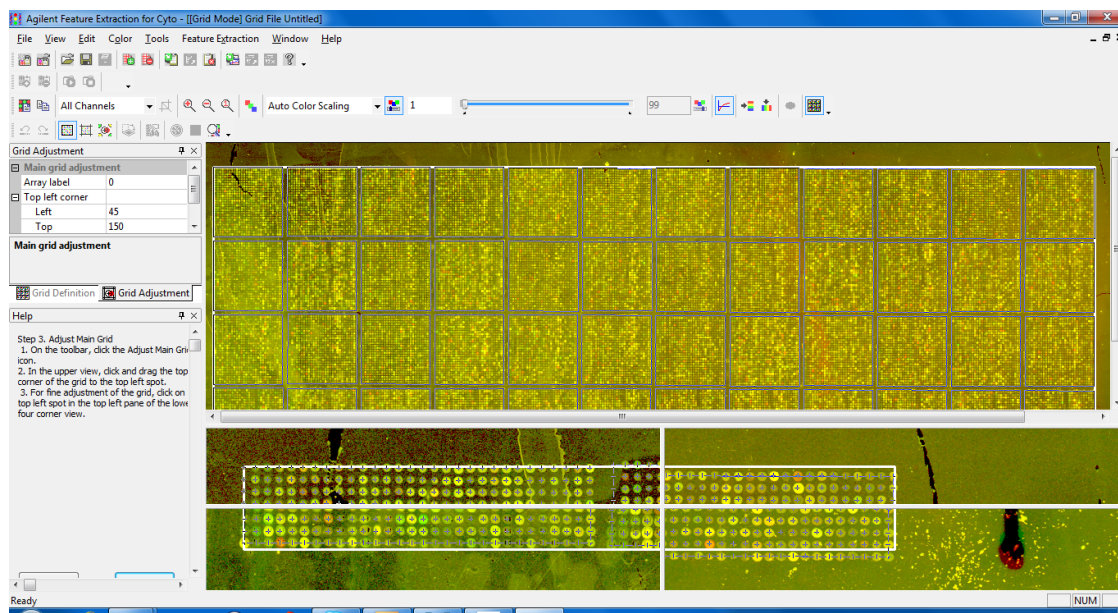 Agilent Feature Extraction for Cyto - [[Grid Mode] Grid File Untitled]
File View Edit Color Tools Feature Extraction Window Help
All Channels Auto Color Scaling 1 99
Grid Adjustment
Main grid adjustment
Array label 0
Top left corner
Left 45
Top 150
Main grid adjustment
Grid Definition Grid Adjustment
Help
Step 3. Adjust Main Grid
1. On the toolbar, click the Adjust Main Gri
icon.
2. In the upper view, click and drag the top
corner of the grid to the top left spot.
3. For fine adjustment of the grid, click on
top left spot in the top left pane of the lowe
four corner view.
Ready NUM